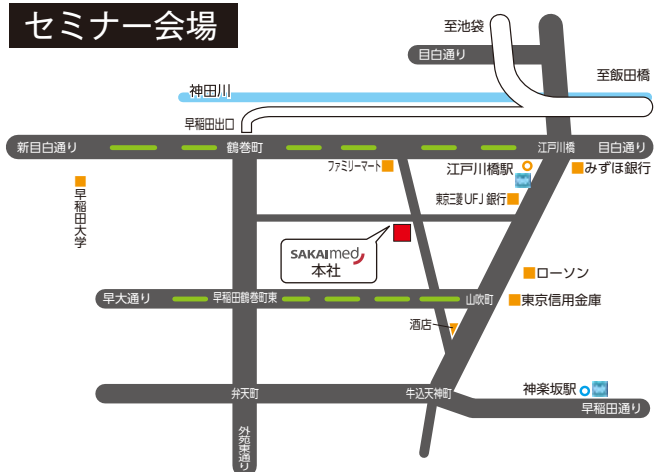 セミナー会場
至池袋
目白通り
至飯田橋
神田川
早稲田出口
新目白通り
鶴巻町
江戸川橋
目白通り
ファミリーマート
江戸川橋駅
みずほ銀行
早稲田大学
東京三菱UFJ銀行
SAKAImed
本社
ローソン
早大通り
早稲田鶴巻町東
山吹町
東京信用金庫
酒店
弁天町
牛込天神町
神楽坂駅
早稲田通り
外苑東通り